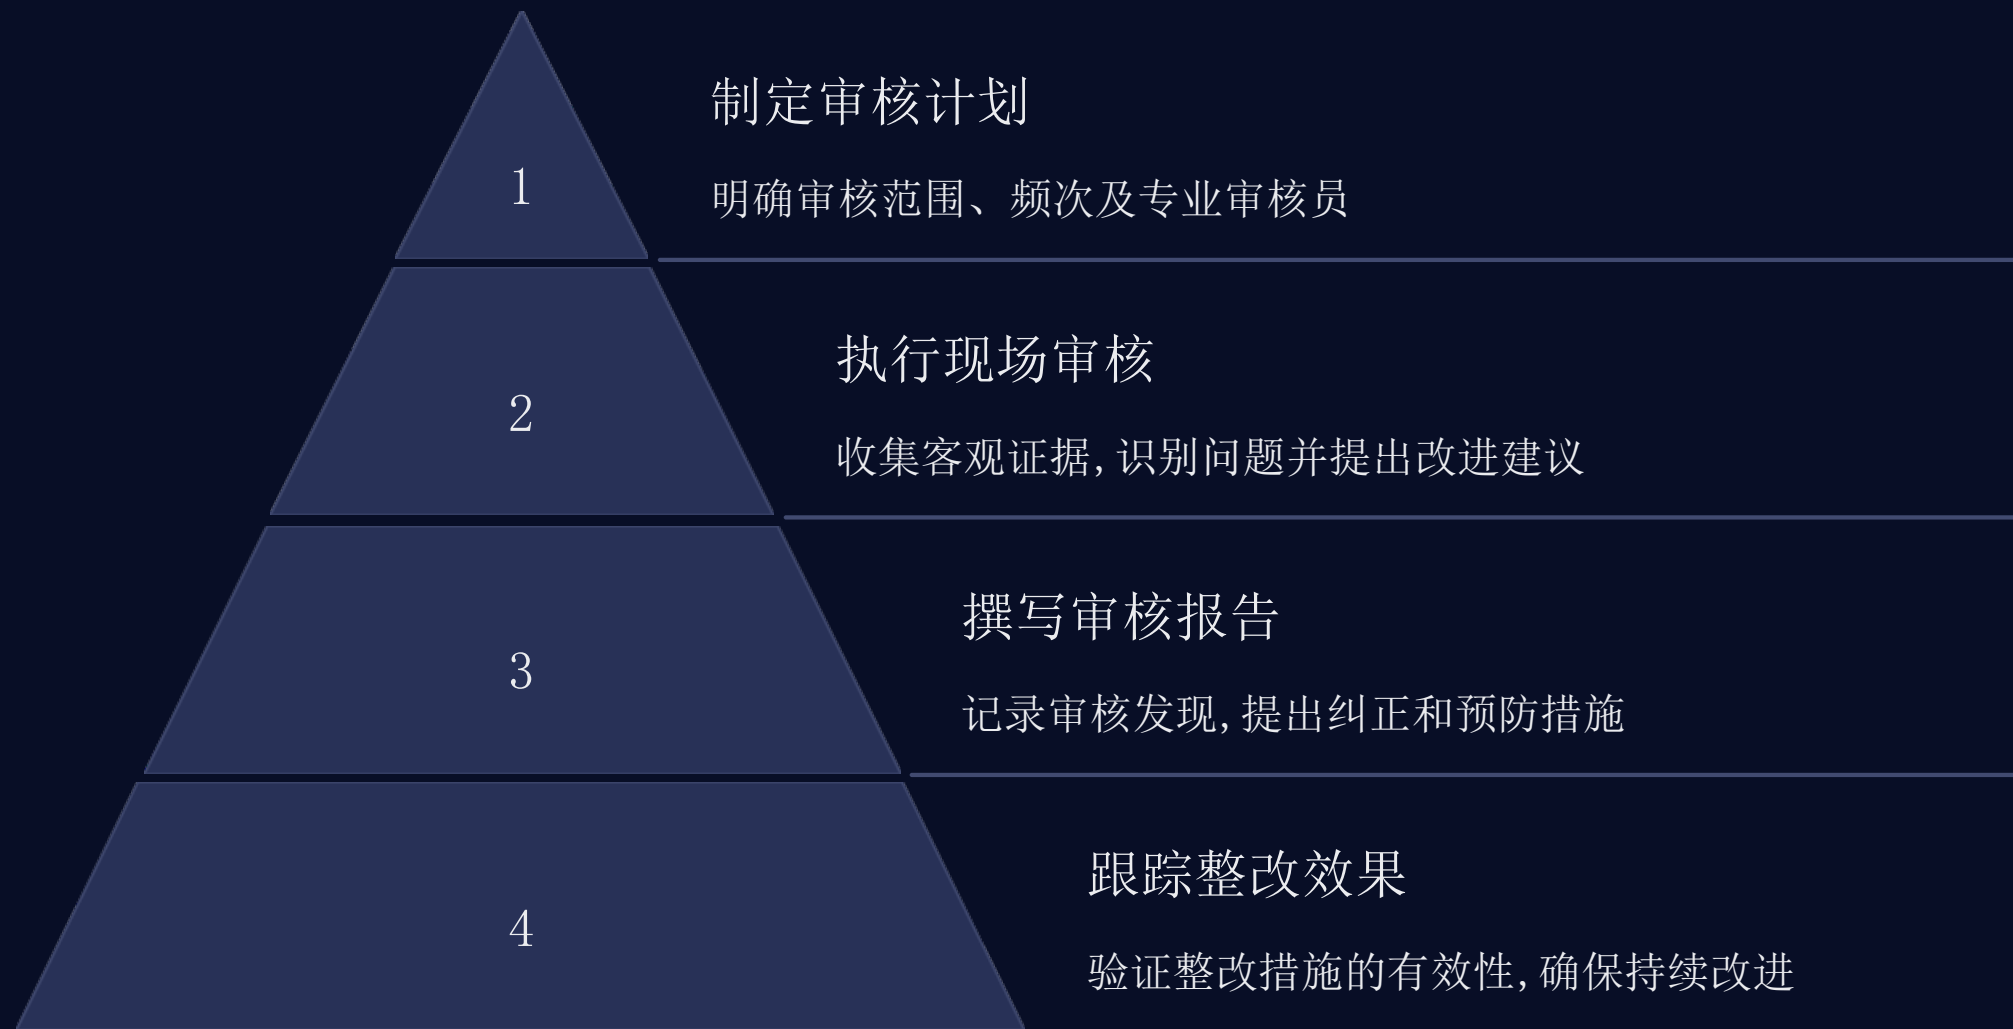 制定审核计划
1
明确审核范围、频次及专业审核员
执行现场审核
2
收集客观证据,识别问题并提出改进建议
撰写审核报告
3
记录审核发现,提出纠正和预防措施
跟踪整改效果
4
验证整改措施的有效性,确保持续改进